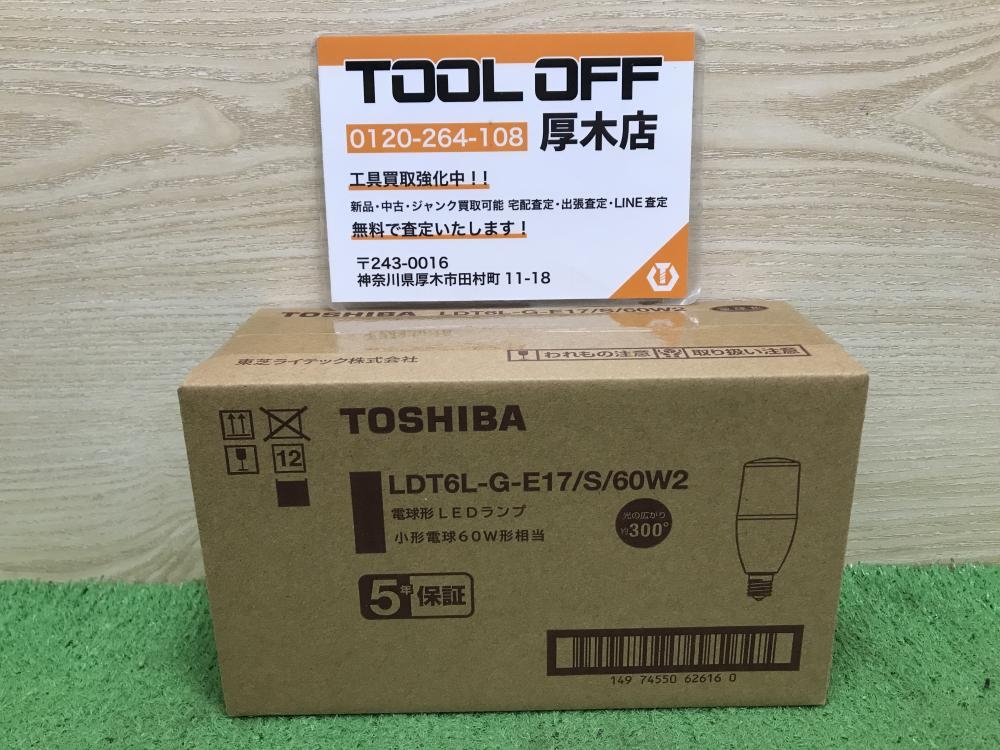 TOOL OFF
0120-264-108 厚木店
工具買取強化中！！
新品・中古・ジャンク買取可能 宅配査定・出張査定・LINE査定
無料で査定いたします！
〒243-0016
神奈川県厚木市田村町 11-18
TOSHIBA LDT6L-G-E17/S/60W2
東芝ライテック株式会社
われもの注意 取り扱い注意
TOSHIBA
12
LDT6L-G-E17/S/60W2
電球形LEDランプ
小形電球60W形相当
光の広がり
約300°
5年保証
149 74550 62616 0